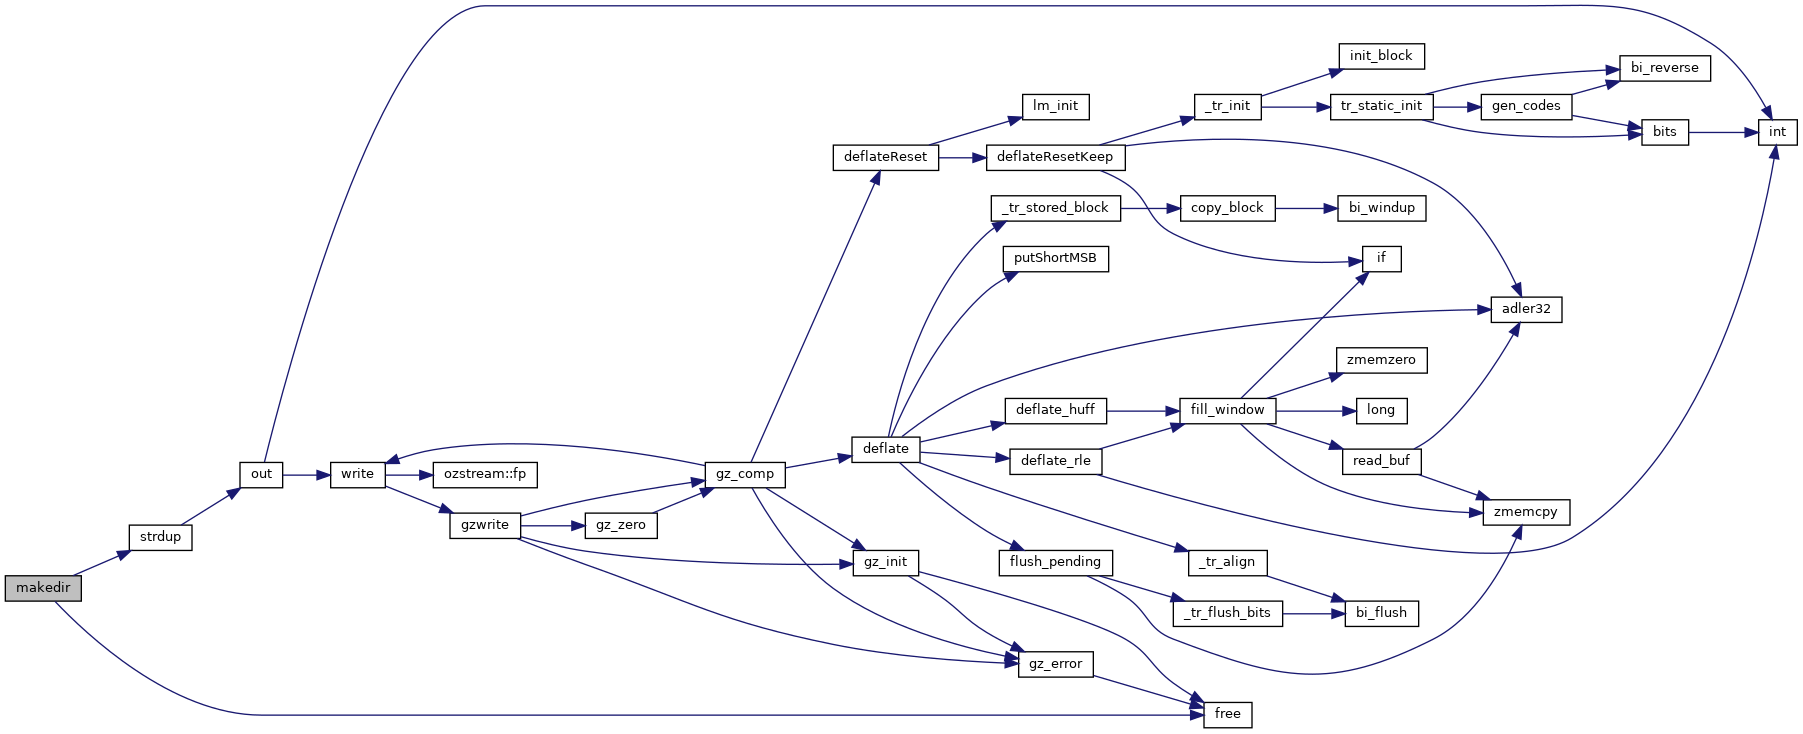 init_block
bi_reverse
lm_init
_tr_init
tr_static_init
gen_codes
bits
int
deflateReset
deflateResetKeep
_tr_stored_block
copy_block
bi_windup
putShortMSB
if
adler32
zmemzero
deflate_huff
fill_window
long
deflate
deflate_rle
read_buf
out
write
ozstream::fp
gz_comp
zmemcpy
gzwrite
gz_zero
strdup
gz_init
flush_pending
_tr_align
makedir
_tr_flush_bits
bi_flush
gz_error
free